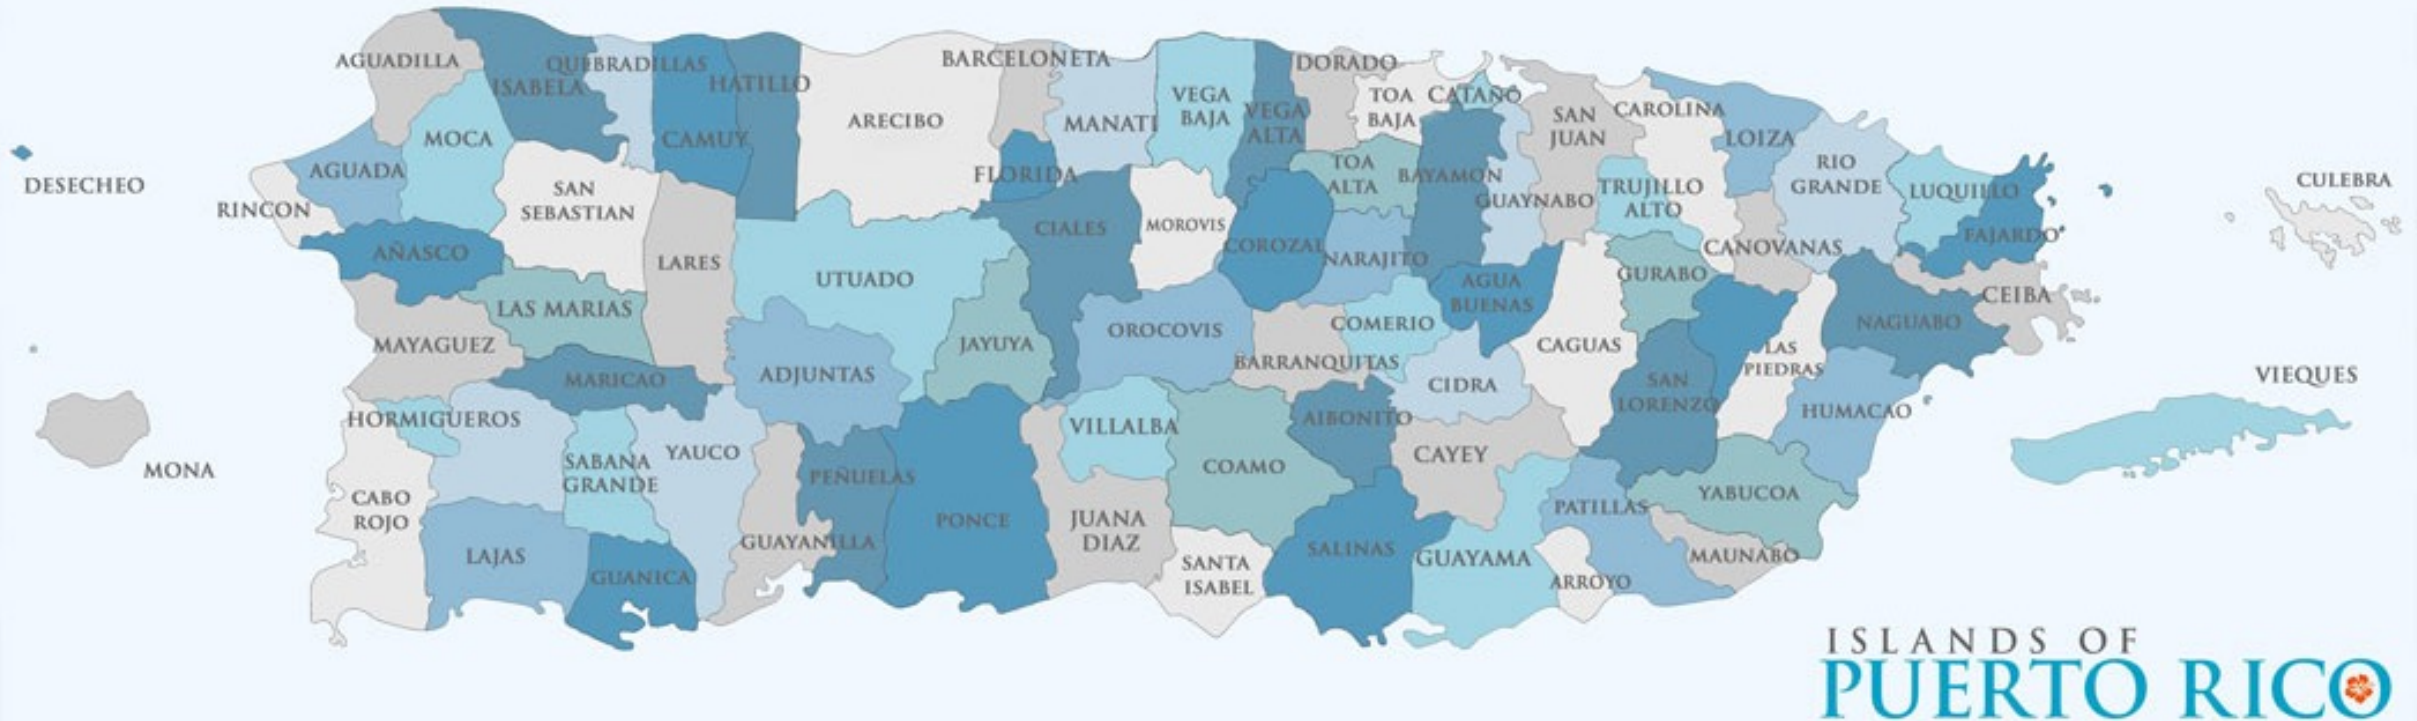 AGUADILLA
ISABELA
QUEBRADILLAS
CAMUY
HATILLO
ARECIBO
BARCELONETA
MANATI
VEGA
BAJA
VEGA
ALTA
DORADO
TOA
BAJA
CATAÑO
SAN
JUAN
CAROLINA
LOIZA
RIO
GRANDE
LUQUILLO
FAJARDO
CULEBRA
DESECHEO
RINCON
AGUADA
MOCA
SAN
SEBASTIAN
LARES
FLORIDA
CIALES
MOROVIS
COROZAL
TOA
ALTA
NARAJITO
BAYAMON
GUAYNABO
TRUJILLO
ALTO
CANOVANAS
GURABO
AÑASCO
LAS MARIAS
UTUADO
JAYUYA
OROCOVIS
BARRANQUITAS
COMERIO
AGUA
BUENAS
CAGUAS
CEIBA
NAGUABO
LAS
PIEDRAS
SAN
LORENZO
HUMACAO
VIEQUES
MAYAGUEZ
MARICAO
ADJUNTAS
HORMIGUEROS
YAUCO
SABANA
GRANDE
VILLALBA
COAMO
AIBONITO
CIDRA
CAYEY
MONA
CABO
ROJO
LAJAS
GUANICA
GUAYANILLA
PEÑUELAS
PONCE
JUANA
DIAZ
SANTA
ISABEL
SALINAS
GUAYAMA
ARROYO
PATILLAS
YABUCOA
MAUNABO
ISLANDS OF
PUERTO RICO